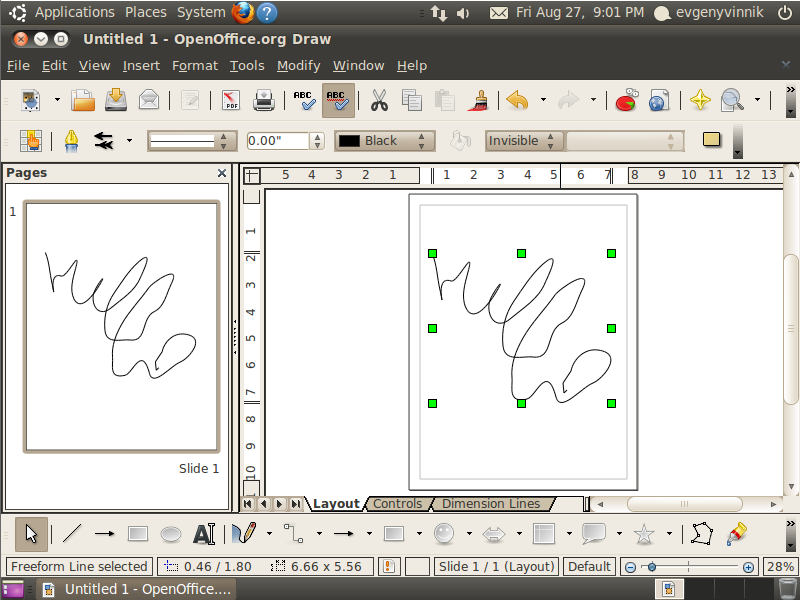 Applications Places System ? Fri Aug 27, 9:01 PM evgenyvinnik
Untitled 1 - OpenOffice.org Draw
File Edit View Insert Format Tools Modify Window Help
PDF ABC ABC »
0.00" Black Invisible »
Pages
5 4 3 2 1 1 2 3 4 5 6 7 8 9 10 11 12 13
1
1 2 3 4 5 6 7 8 9 10
hello
Slide 1
Layout Controls Dimension Lines
A »
Freeform Line selected 0.46 / 1.80 6.66 x 5.56 Slide 1 / 1 (Layout) Default 28%
Untitled 1 - OpenOffice....